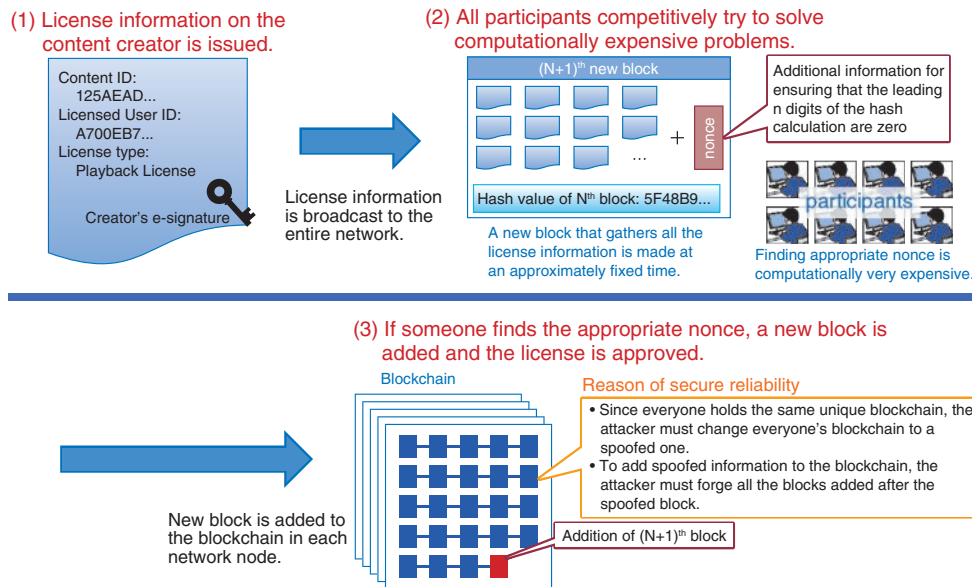 (1) License information on the
content creator is issued.
Content ID:
125AEAD...
Licensed User ID:
A700EB7...
License type:
Playback License
Creator's e-signature
License information
is broadcast to the
entire network.
(2) All participants competitively try to solve
computationally expensive problems.
(N+1)th new block
...
+
nonce
Hash value of Nth block: 5F48B9...
A new block that gathers all the
license information is made at
an approximately fixed time.
Additional information for
ensuring that the leading
n digits of the hash
calculation are zero
participants
Finding appropriate nonce is
computationally very expensive.
(3) If someone finds the appropriate nonce, a new block is
added and the license is approved.
New block is added to
the blockchain in each
network node.
Blockchain
Reason of secure reliability
• Since everyone holds the same unique blockchain, the
attacker must change everyone's blockchain to a
spoofed one.
• To add spoofed information to the blockchain, the
attacker must forge all the blocks added after the
spoofed block.
Addition of (N+1)th block